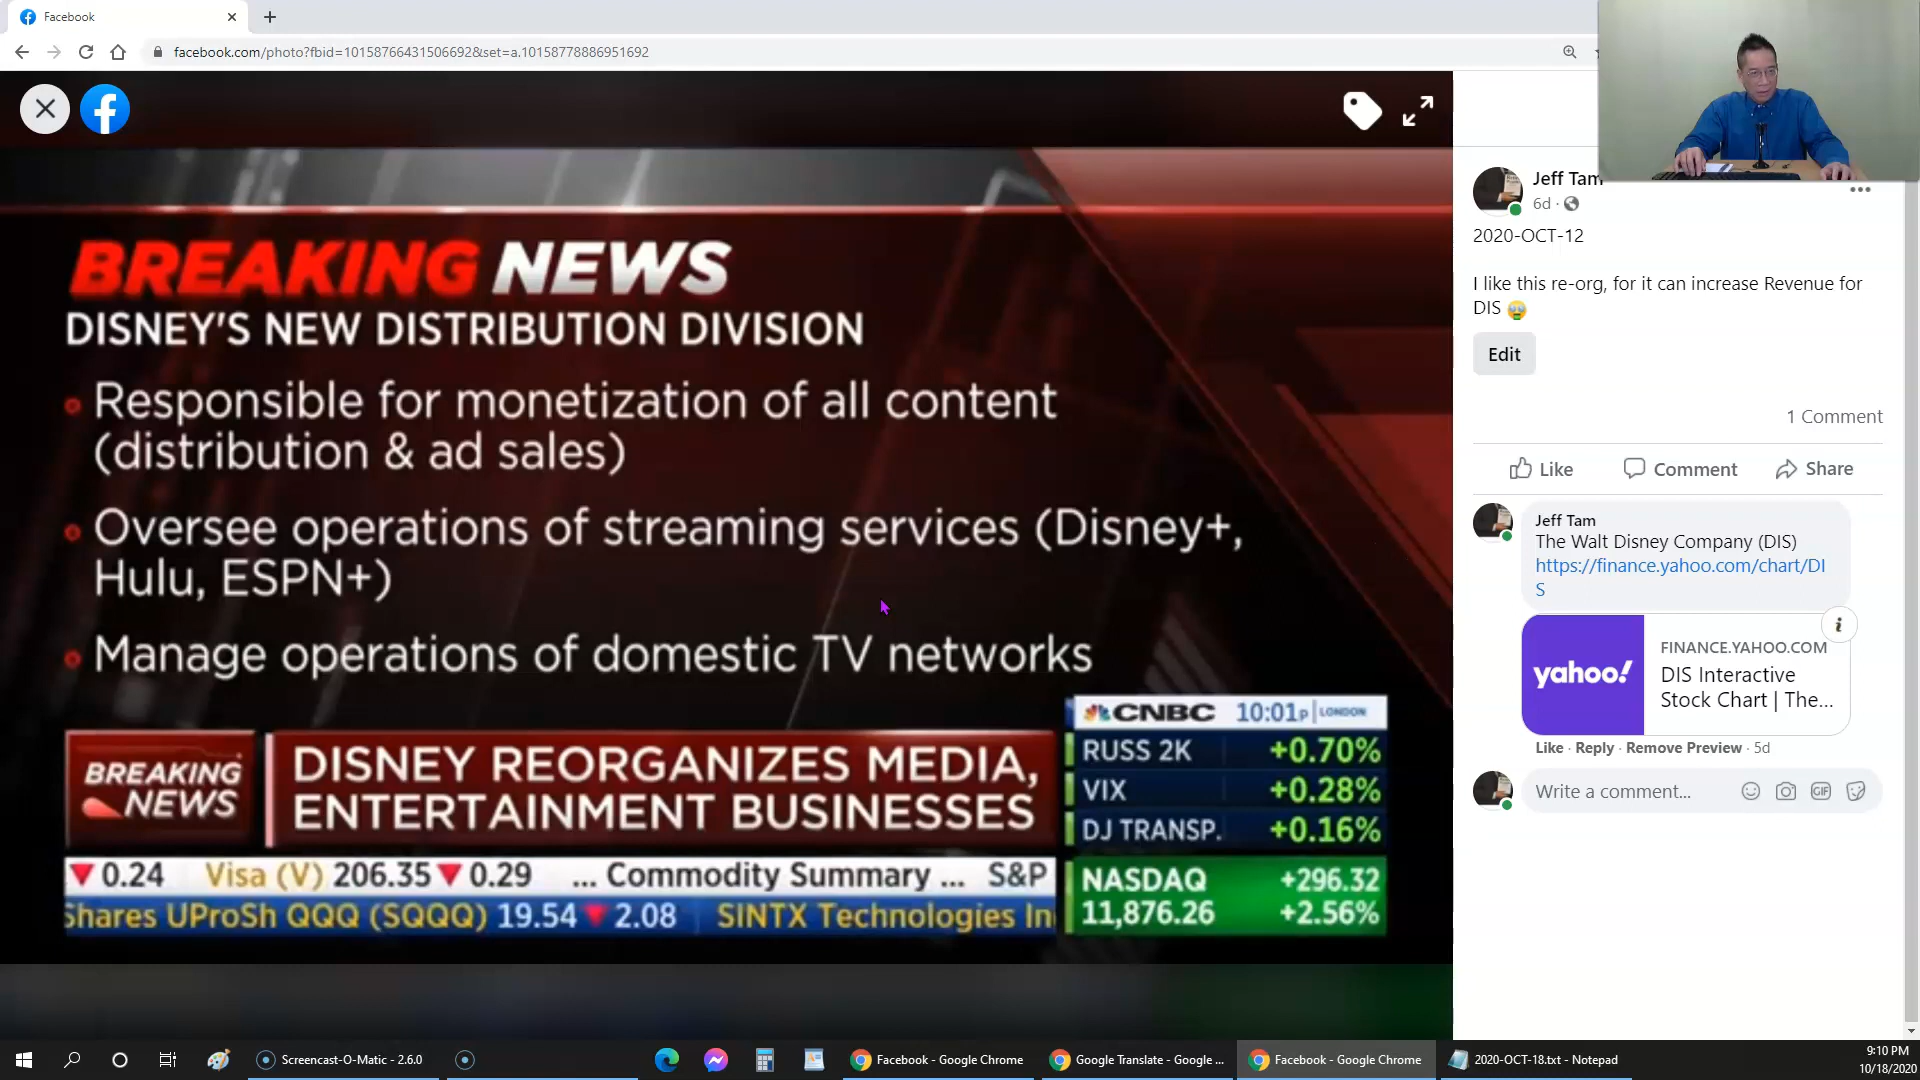 Facebook
facebook.com/photo?fbid=10158766431506692&set=a.10158778886951692
BREAKING NEWS
DISNEY'S NEW DISTRIBUTION DIVISION
Responsible for monetization of all content
(distribution & ad sales)
Oversee operations of streaming services (Disney+,
Hulu, ESPN+)
Manage operations of domestic TV networks
CNBC 10:01P LONDON
RUSS 2K +0.70%
VIX +0.28%
DJ TRANSP. +0.16%
NASDAQ +296.32
11,876.26 +2.56%
BREAKING
NEWS
DISNEY REORGANIZES MEDIA,
ENTERTAINMENT BUSINESSES
▼ 0.24 Visa (V) 206.35 ▼ 0.29 ... Commodity Summary ... S&P
Shares UProSh QQQ (SQQQ) 19.54 ▼ 2.08 SINTX Technologies In
Jeff Tam
6d ·
2020-OCT-12
I like this re-org, for it can increase Revenue for
DIS
Edit
1 Comment
Like Comment Share
Jeff Tam
The Walt Disney Company (DIS)
https://finance.yahoo.com/chart/DI
S
yahoo!
FINANCE.YAHOO.COM
DIS Interactive
Stock Chart | The...
Like · Reply · Remove Preview · 5d
Write a comment...
GIF
Screencast-O-Matic - 2.6.0
Facebook - Google Chrome
Google Translate - Google ...
Facebook - Google Chrome
2020-OCT-18.txt - Notepad
9:10 PM
10/18/2020